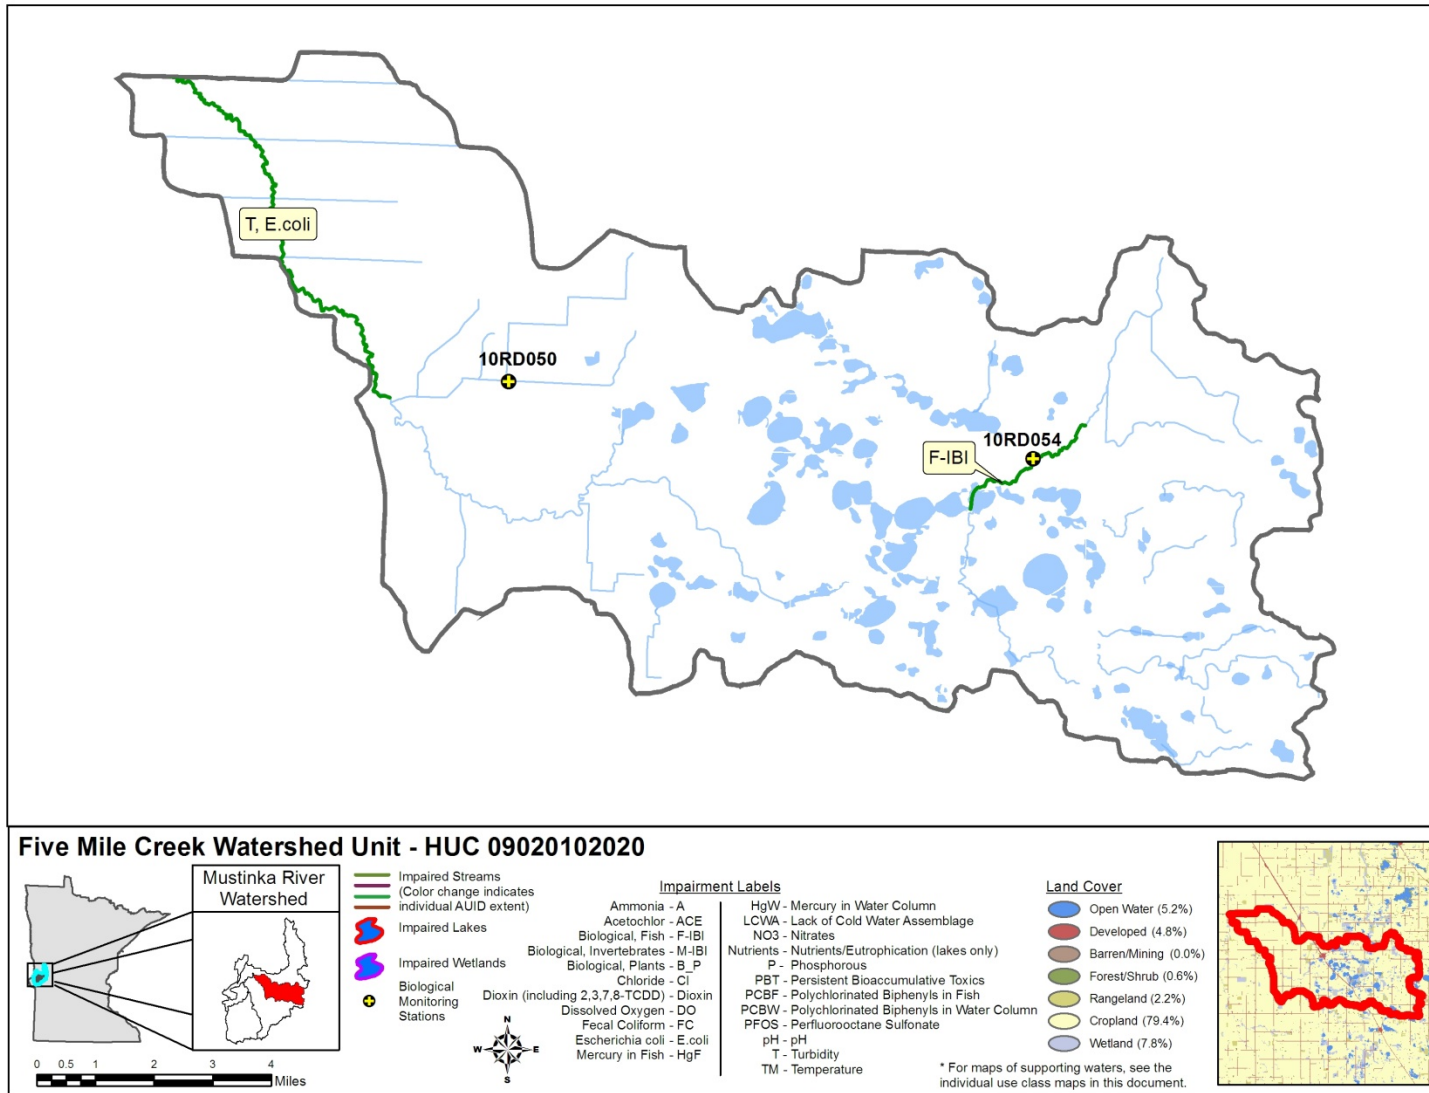 T, E.coli
10RD050
10RD054
F-IBI
Five Mile Creek Watershed Unit - HUC 09020102020
Mustinka River
Watershed
0 0.5 1 2 3 4
Miles
Impaired Streams
(Color change indicates
individual AUID extent)
Impaired Lakes
Impaired Wetlands
Biological
Monitoring
Stations
N
W E
S
Impairment Labels
Ammonia - A
Acetochlor - ACE
Biological, Fish - F-IBI
Biological, Invertebrates - M-IBI
Biological, Plants - B_P
Chloride - Cl
Dioxin (including 2,3,7,8-TCDD) - Dioxin
Dissolved Oxygen - DO
Fecal Coliform - FC
Escherichia coli - E.coli
Mercury in Fish - HgF
HgW - Mercury in Water Column
LCWA - Lack of Cold Water Assemblage
NO3 - Nitrates
Nutrients - Nutrients/Eutrophication (lakes only)
P - Phosphorous
PBT - Persistent Bioaccumulative Toxics
PCBF - Polychlorinated Biphenyls in Fish
PCBW - Polychlorinated Biphenyls in Water Column
PFOS - Perfluorooctane Sulfonate
pH - pH
T - Turbidity
TM - Temperature
Land Cover
Open Water (5.2%)
Developed (4.8%)
Barren/Mining (0.0%)
Forest/Shrub (0.6%)
Rangeland (2.2%)
Cropland (79.4%)
Wetland (7.8%)
* For maps of supporting waters, see the
individual use class maps in this document.